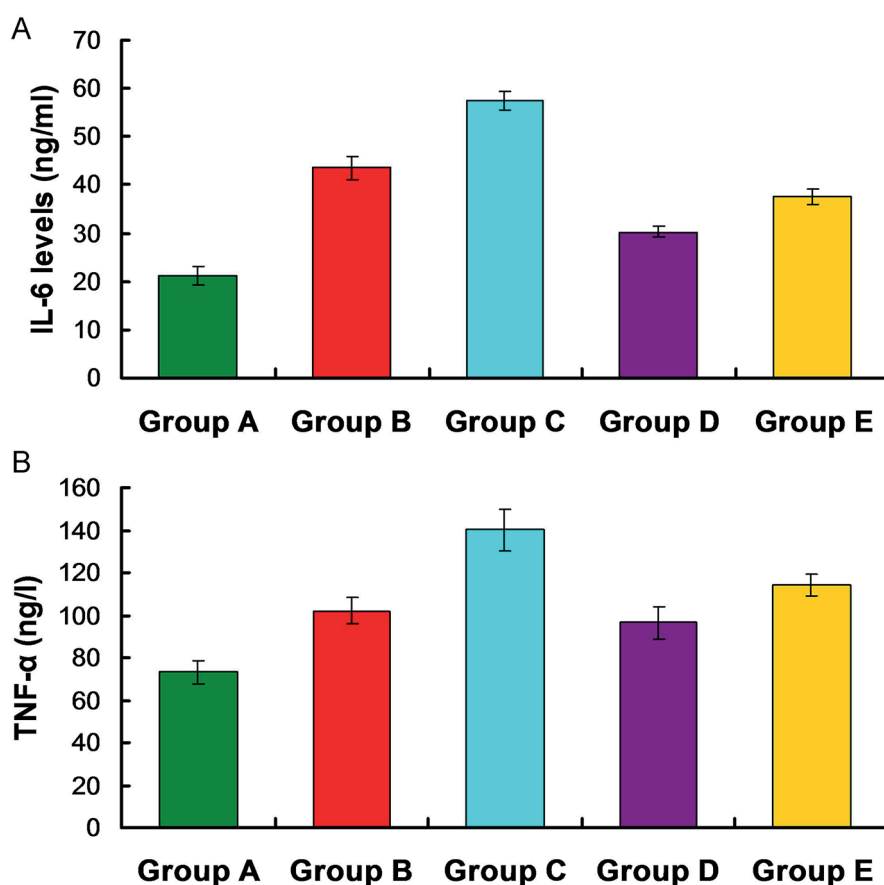 A
IL-6 levels (ng/ml)
70
60
50
40
30
20
10
0
Group A Group B Group C Group D Group E
B
TNF-α (ng/l)
160
140
120
100
80
60
40
20
0
Group A Group B Group C Group D Group E